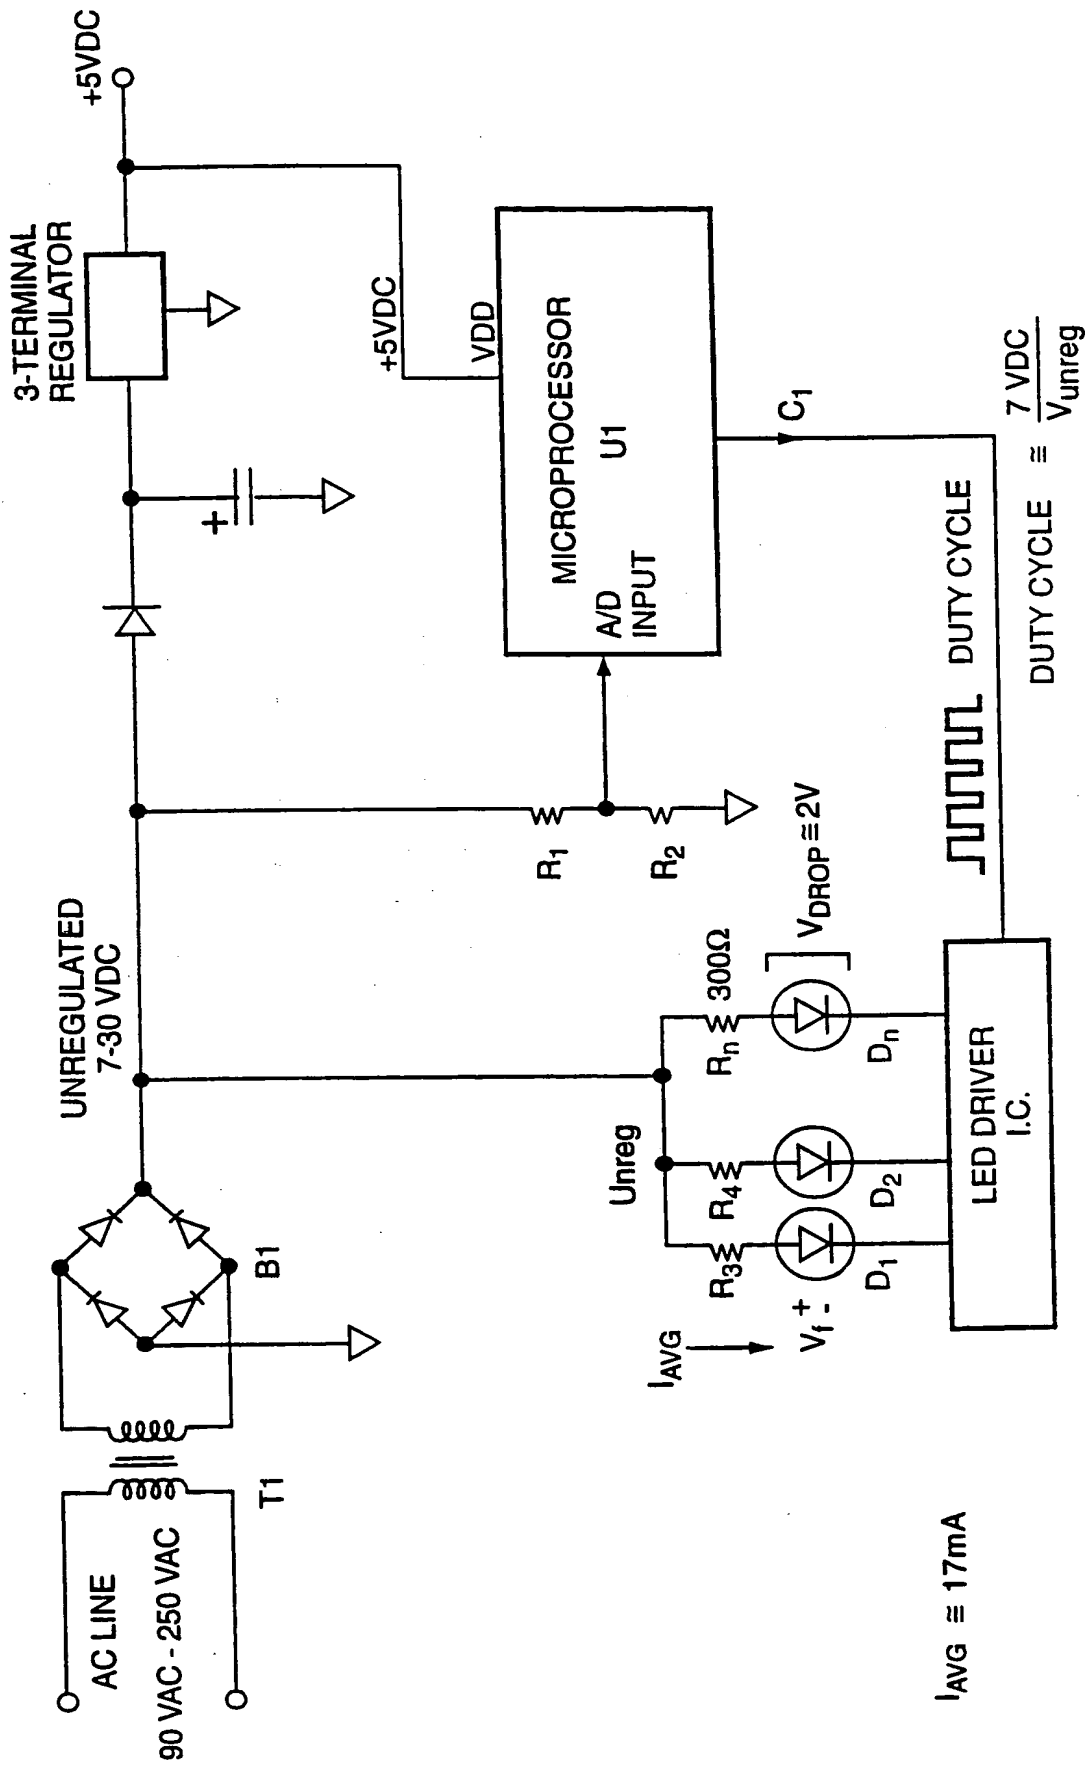 AC LINE
90 VAC - 250 VAC
T1
B1
UNREGULATED
7-30 VDC
3-TERMINAL
REGULATOR
+5VDC
+
+5VDC
VDD
MICROPROCESSOR
U1
A/D
INPUT
R1
R2
C1
Unreg
IAVG
R3
R4
Rn
300Ω
Vf
+
-
D1
D2
Dn
VDROP≅2V
LED DRIVER
I.C.
DUTY CYCLE
DUTY CYCLE ≅ 7 VDC
Vunreg
IAVG ≅ 17mA